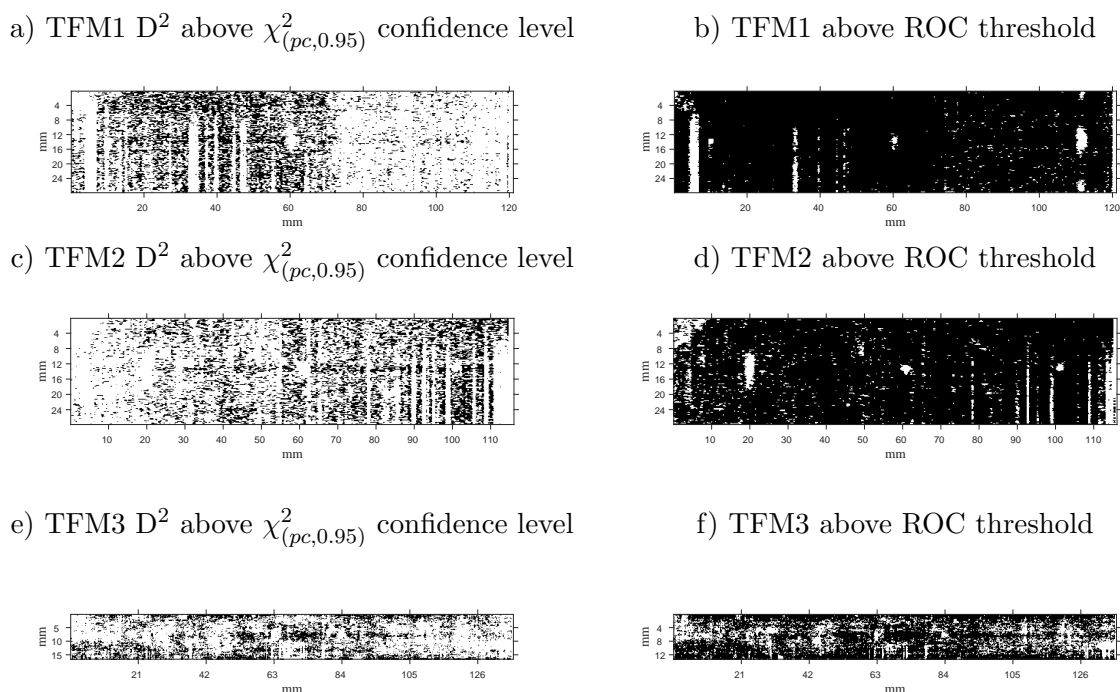 a) TFM1 D² above χ²₍pc,0.95₎ confidence level
b) TFM1 above ROC threshold
mm
4
8
12
16
20
24
20 40 60 80 100 120
mm
mm
4
8
12
16
20
24
20 40 60 80 100 120
mm
c) TFM2 D² above χ²₍pc,0.95₎ confidence level
d) TFM2 above ROC threshold
mm
4
8
12
16
20
24
10 20 30 40 50 60 70 80 90 100 110
mm
mm
4
8
12
16
20
24
10 20 30 40 50 60 70 80 90 100 110
mm
e) TFM3 D² above χ²₍pc,0.95₎ confidence level
f) TFM3 above ROC threshold
mm
5
10
15
21 42 63 84 105 126
mm
mm
4
8
12
21 42 63 84 105 126
mm